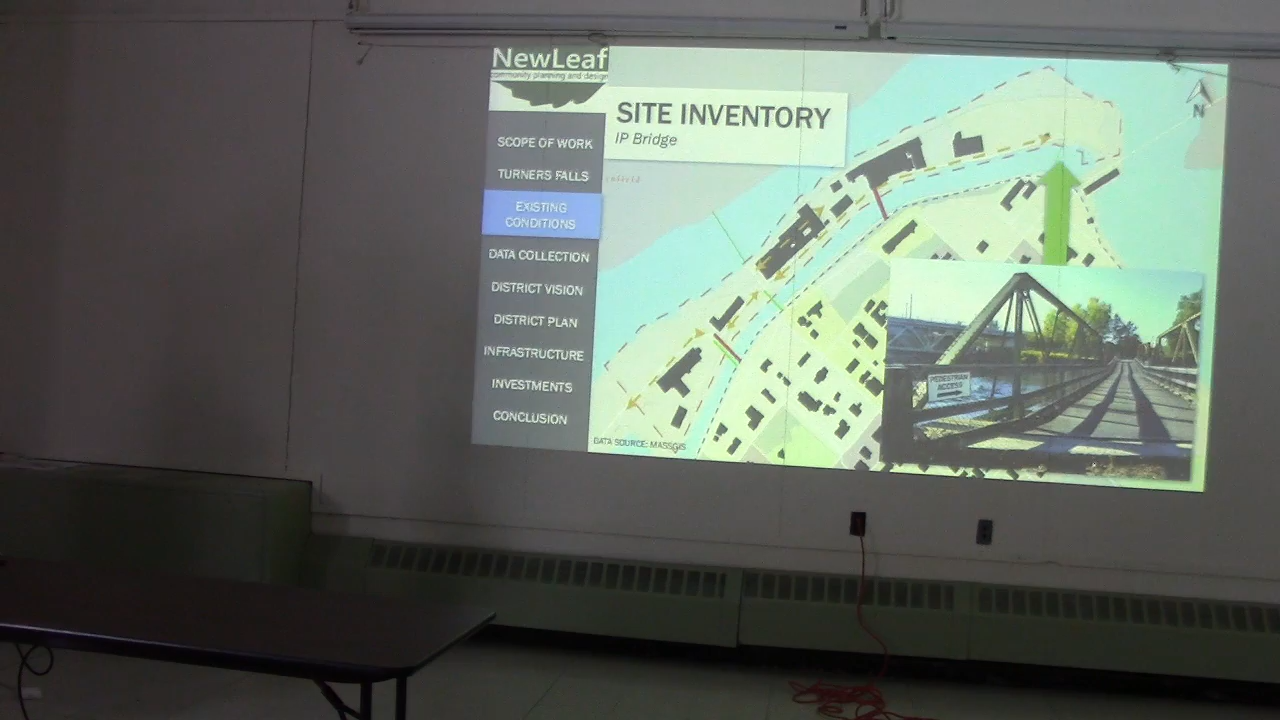 NewLeaf
community planning and design
SITE INVENTORY
IP Bridge
N
SCOPE OF WORK
TURNERS FALLS
EXISTING
CONDITIONS
DATA COLLECTION
DISTRICT VISION
DISTRICT PLAN
INFRASTRUCTURE
INVESTMENTS
CONCLUSION
PEDESTRIAN
ACCESS
DATA SOURCE: MASSGIS